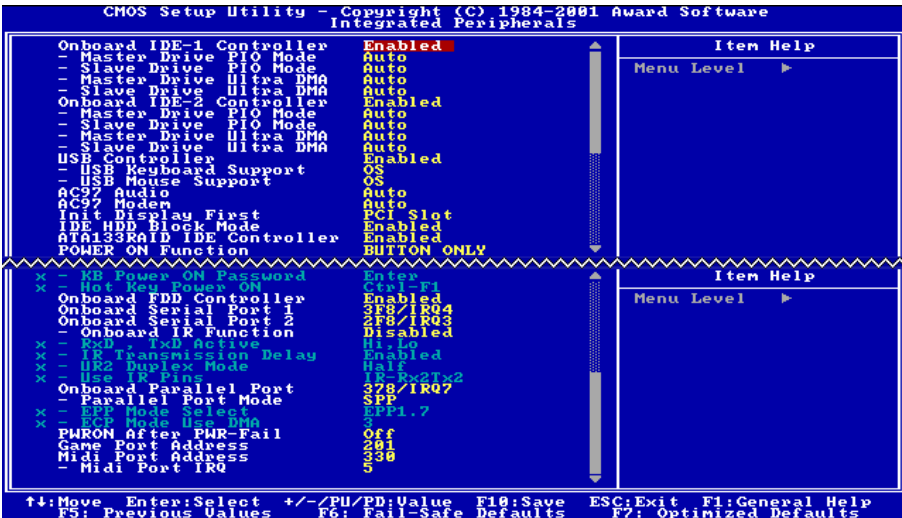 CMOS Setup Utility – Copyright (C) 1984-2001 Award Software
Integrated Peripherals
Onboard IDE-1 Controller Enabled
- Master Drive PIO Mode Auto
- Slave Drive PIO Mode Auto
- Master Drive Ultra DMA Auto
- Slave Drive Ultra DMA Auto
Onboard IDE-2 Controller Enabled
- Master Drive PIO Mode Auto
- Slave Drive PIO Mode Auto
- Master Drive Ultra DMA Auto
- Slave Drive Ultra DMA Auto
USB Controller Enabled
- USB Keyboard Support OS
- USB Mouse Support OS
AC97 Audio Auto
AC97 Modem Auto
Init Display First PCI Slot
IDE HDD Block Mode Enabled
ATA133RAID IDE Controller Enabled
POWER ON Function BUTTON ONLY
Item Help
Menu Level ▶
x - KB Power ON Password Enter
x - Hot Key Power ON Ctrl-F1
Onboard FDD Controller Enabled
Onboard Serial Port 1 3F8/IRQ4
Onboard Serial Port 2 2F8/IRQ3
- Onboard IR Function Disabled
x - RxD , TxD Active Hi,Lo
x - IR Transmission Delay Enabled
x - UR2 Duplex Mode Half
x - Use IR Pins IR-Rx2Tx2
Onboard Parallel Port 378/IRQ7
- Parallel Port Mode SPP
x - EPP Mode Select EPP1.7
x - ECP Mode Use DMA 3
PWRON After PWR-Fail Off
Game Port Address 201
Midi Port Address 330
- Midi Port IRQ 5
Item Help
Menu Level ▶
↑↓:Move Enter:Select +/-/PU/PD:Value F10:Save ESC:Exit F1:General Help
F5: Previous Values F6: Fail-Safe Defaults F7: Optimized Defaults